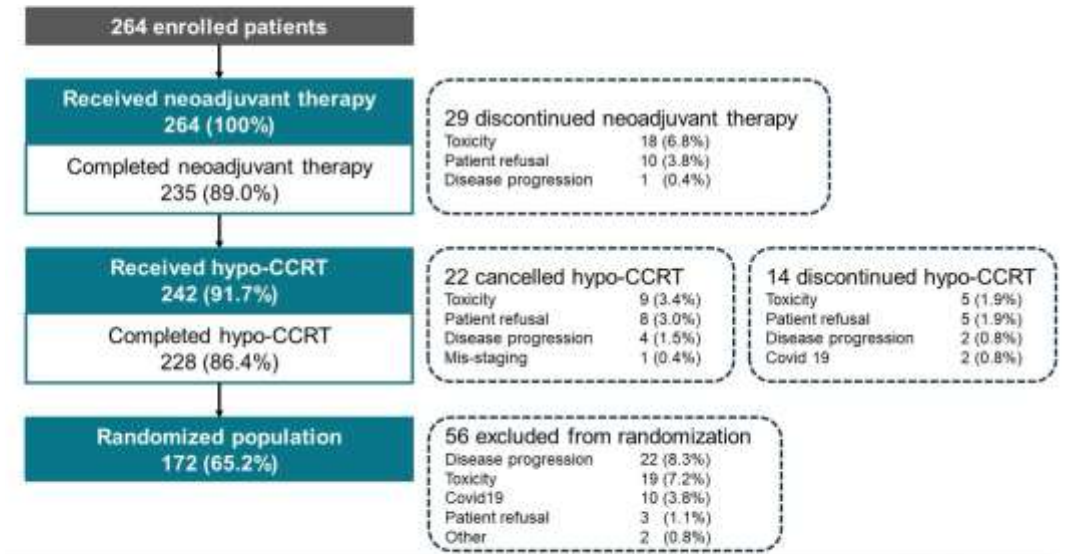 264 enrolled patients
Received neoadjuvant therapy
264 (100%)
Completed neoadjuvant therapy
235 (89.0%)
29 discontinued neoadjuvant therapy
Toxicity 18 (6.8%)
Patient refusal 10 (3.8%)
Disease progression 1 (0.4%)
Received hypo-CCRT
242 (91.7%)
Completed hypo-CCRT
228 (86.4%)
22 cancelled hypo-CCRT
Toxicity 9 (3.4%)
Patient refusal 8 (3.0%)
Disease progression 4 (1.5%)
Mis-staging 1 (0.4%)
14 discontinued hypo-CCRT
Toxicity 5 (1.9%)
Patient refusal 5 (1.9%)
Disease progression 2 (0.8%)
Covid 19 2 (0.8%)
Randomized population
172 (65.2%)
56 excluded from randomization
Disease progression 22 (8.3%)
Toxicity 19 (7.2%)
Covid19 10 (3.8%)
Patient refusal 3 (1.1%)
Other 2 (0.8%)